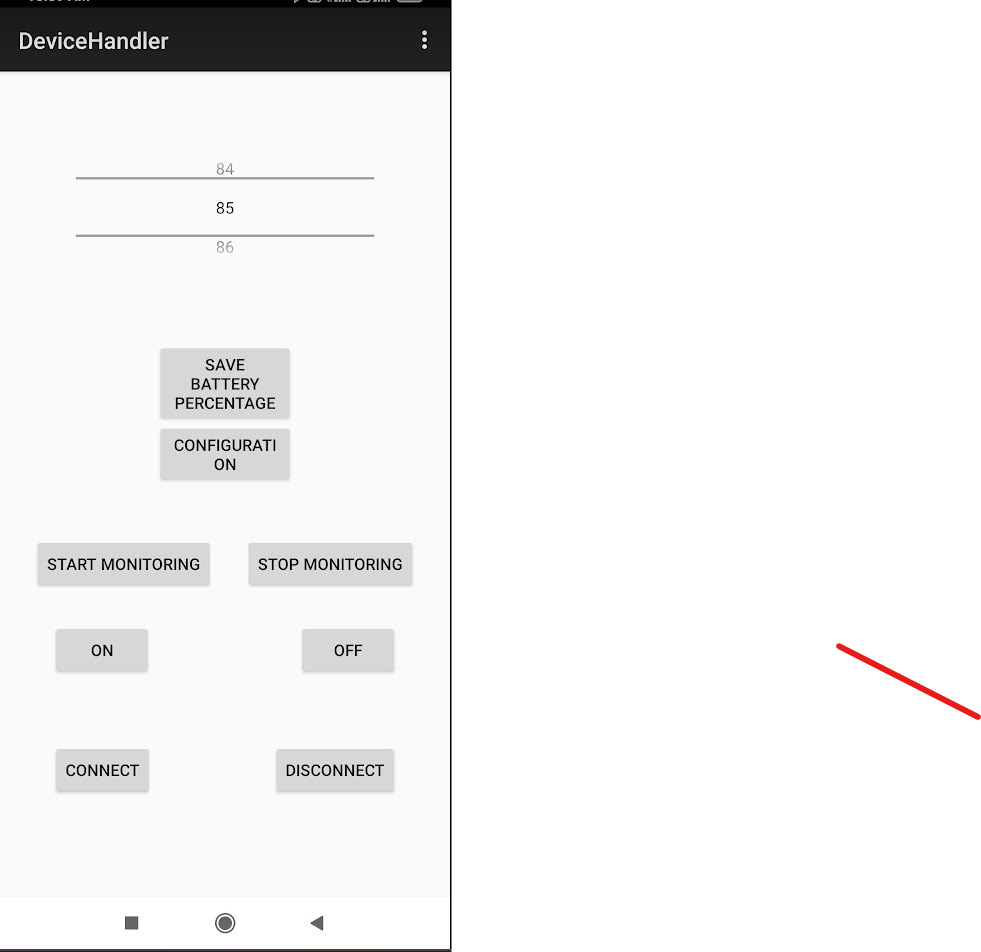 DeviceHandler
84
85
86
SAVE
BATTERY
PERCENTAGE
CONFIGURATI
ON
START MONITORING
STOP MONITORING
ON
OFF
CONNECT
DISCONNECT